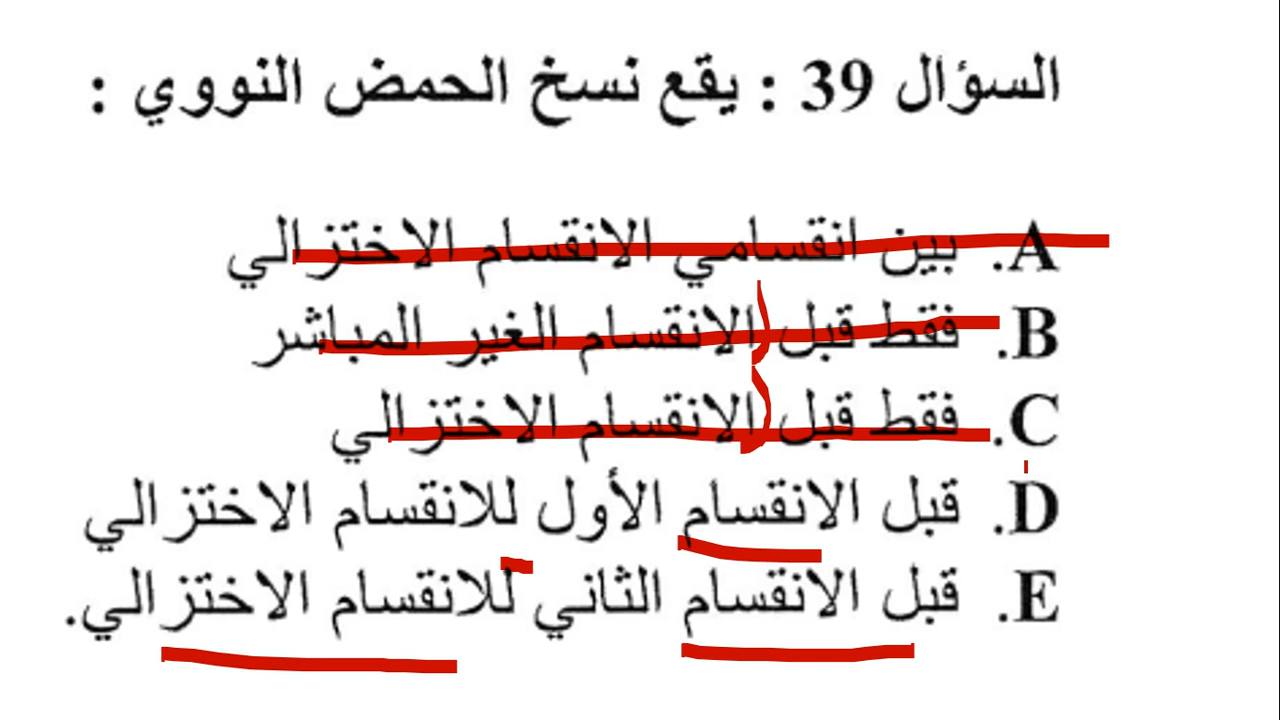 السؤال 39 : يقع نسخ الحمض النووي :
A. بين انقسامي الانقسام الاختزالي
B. فقط قبل الانقسام الغير المباشر
C. فقط قبل الانقسام الاختزالي
D. قبل الانقسام الأول للانقسام الاختزالي
E. قبل الانقسام الثاني للانقسام الاختزالي.